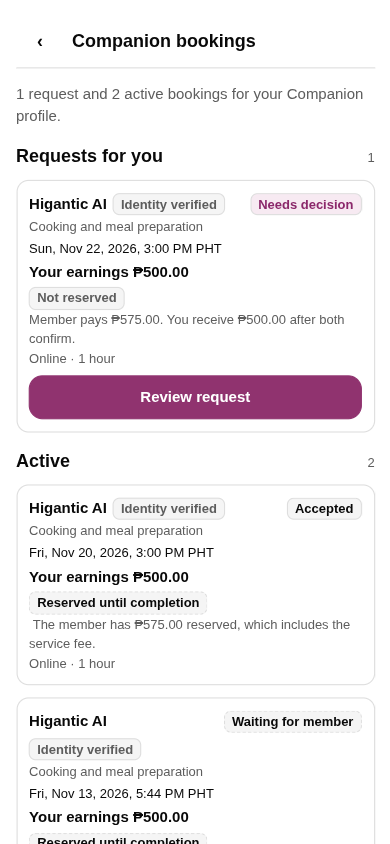 ‹ Companion bookings
1 request and 2 active bookings for your Companion
profile.
Requests for you 1
Higantic AI Identity verified Needs decision
Cooking and meal preparation
Sun, Nov 22, 2026, 3:00 PM PHT
Your earnings ₱500.00
Not reserved
Member pays ₱575.00. You receive ₱500.00 after both
confirm.
Online · 1 hour
Review request
Active 2
Higantic AI Identity verified Accepted
Cooking and meal preparation
Fri, Nov 20, 2026, 3:00 PM PHT
Your earnings ₱500.00
Reserved until completion
The member has ₱575.00 reserved, which includes the
service fee.
Online · 1 hour
Higantic AI Waiting for member
Identity verified
Cooking and meal preparation
Fri, Nov 13, 2026, 5:44 PM PHT
Your earnings ₱500.00
Reserved until completion